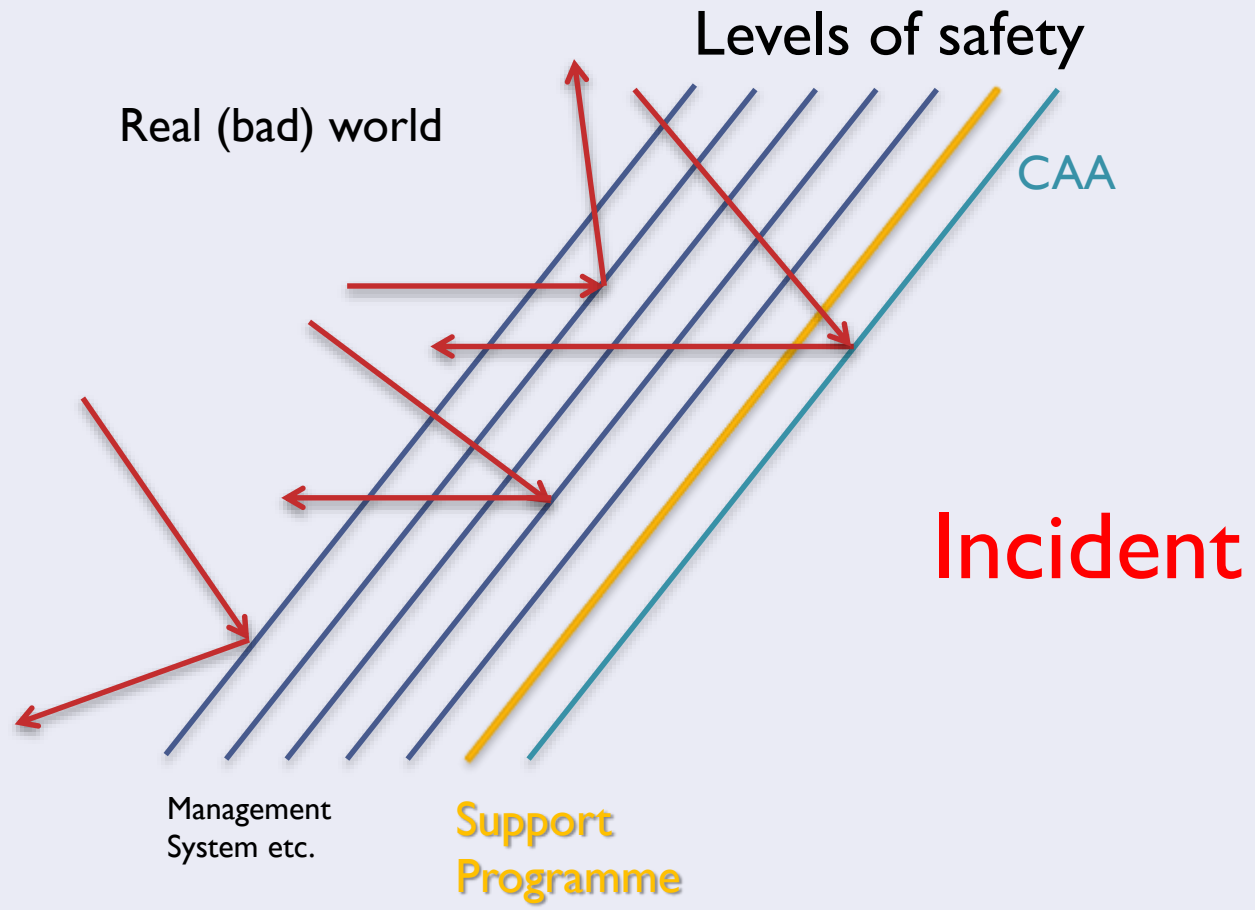 Levels of safety
Real (bad) world
CAA
Incident
Management
System etc.
Support
Programme